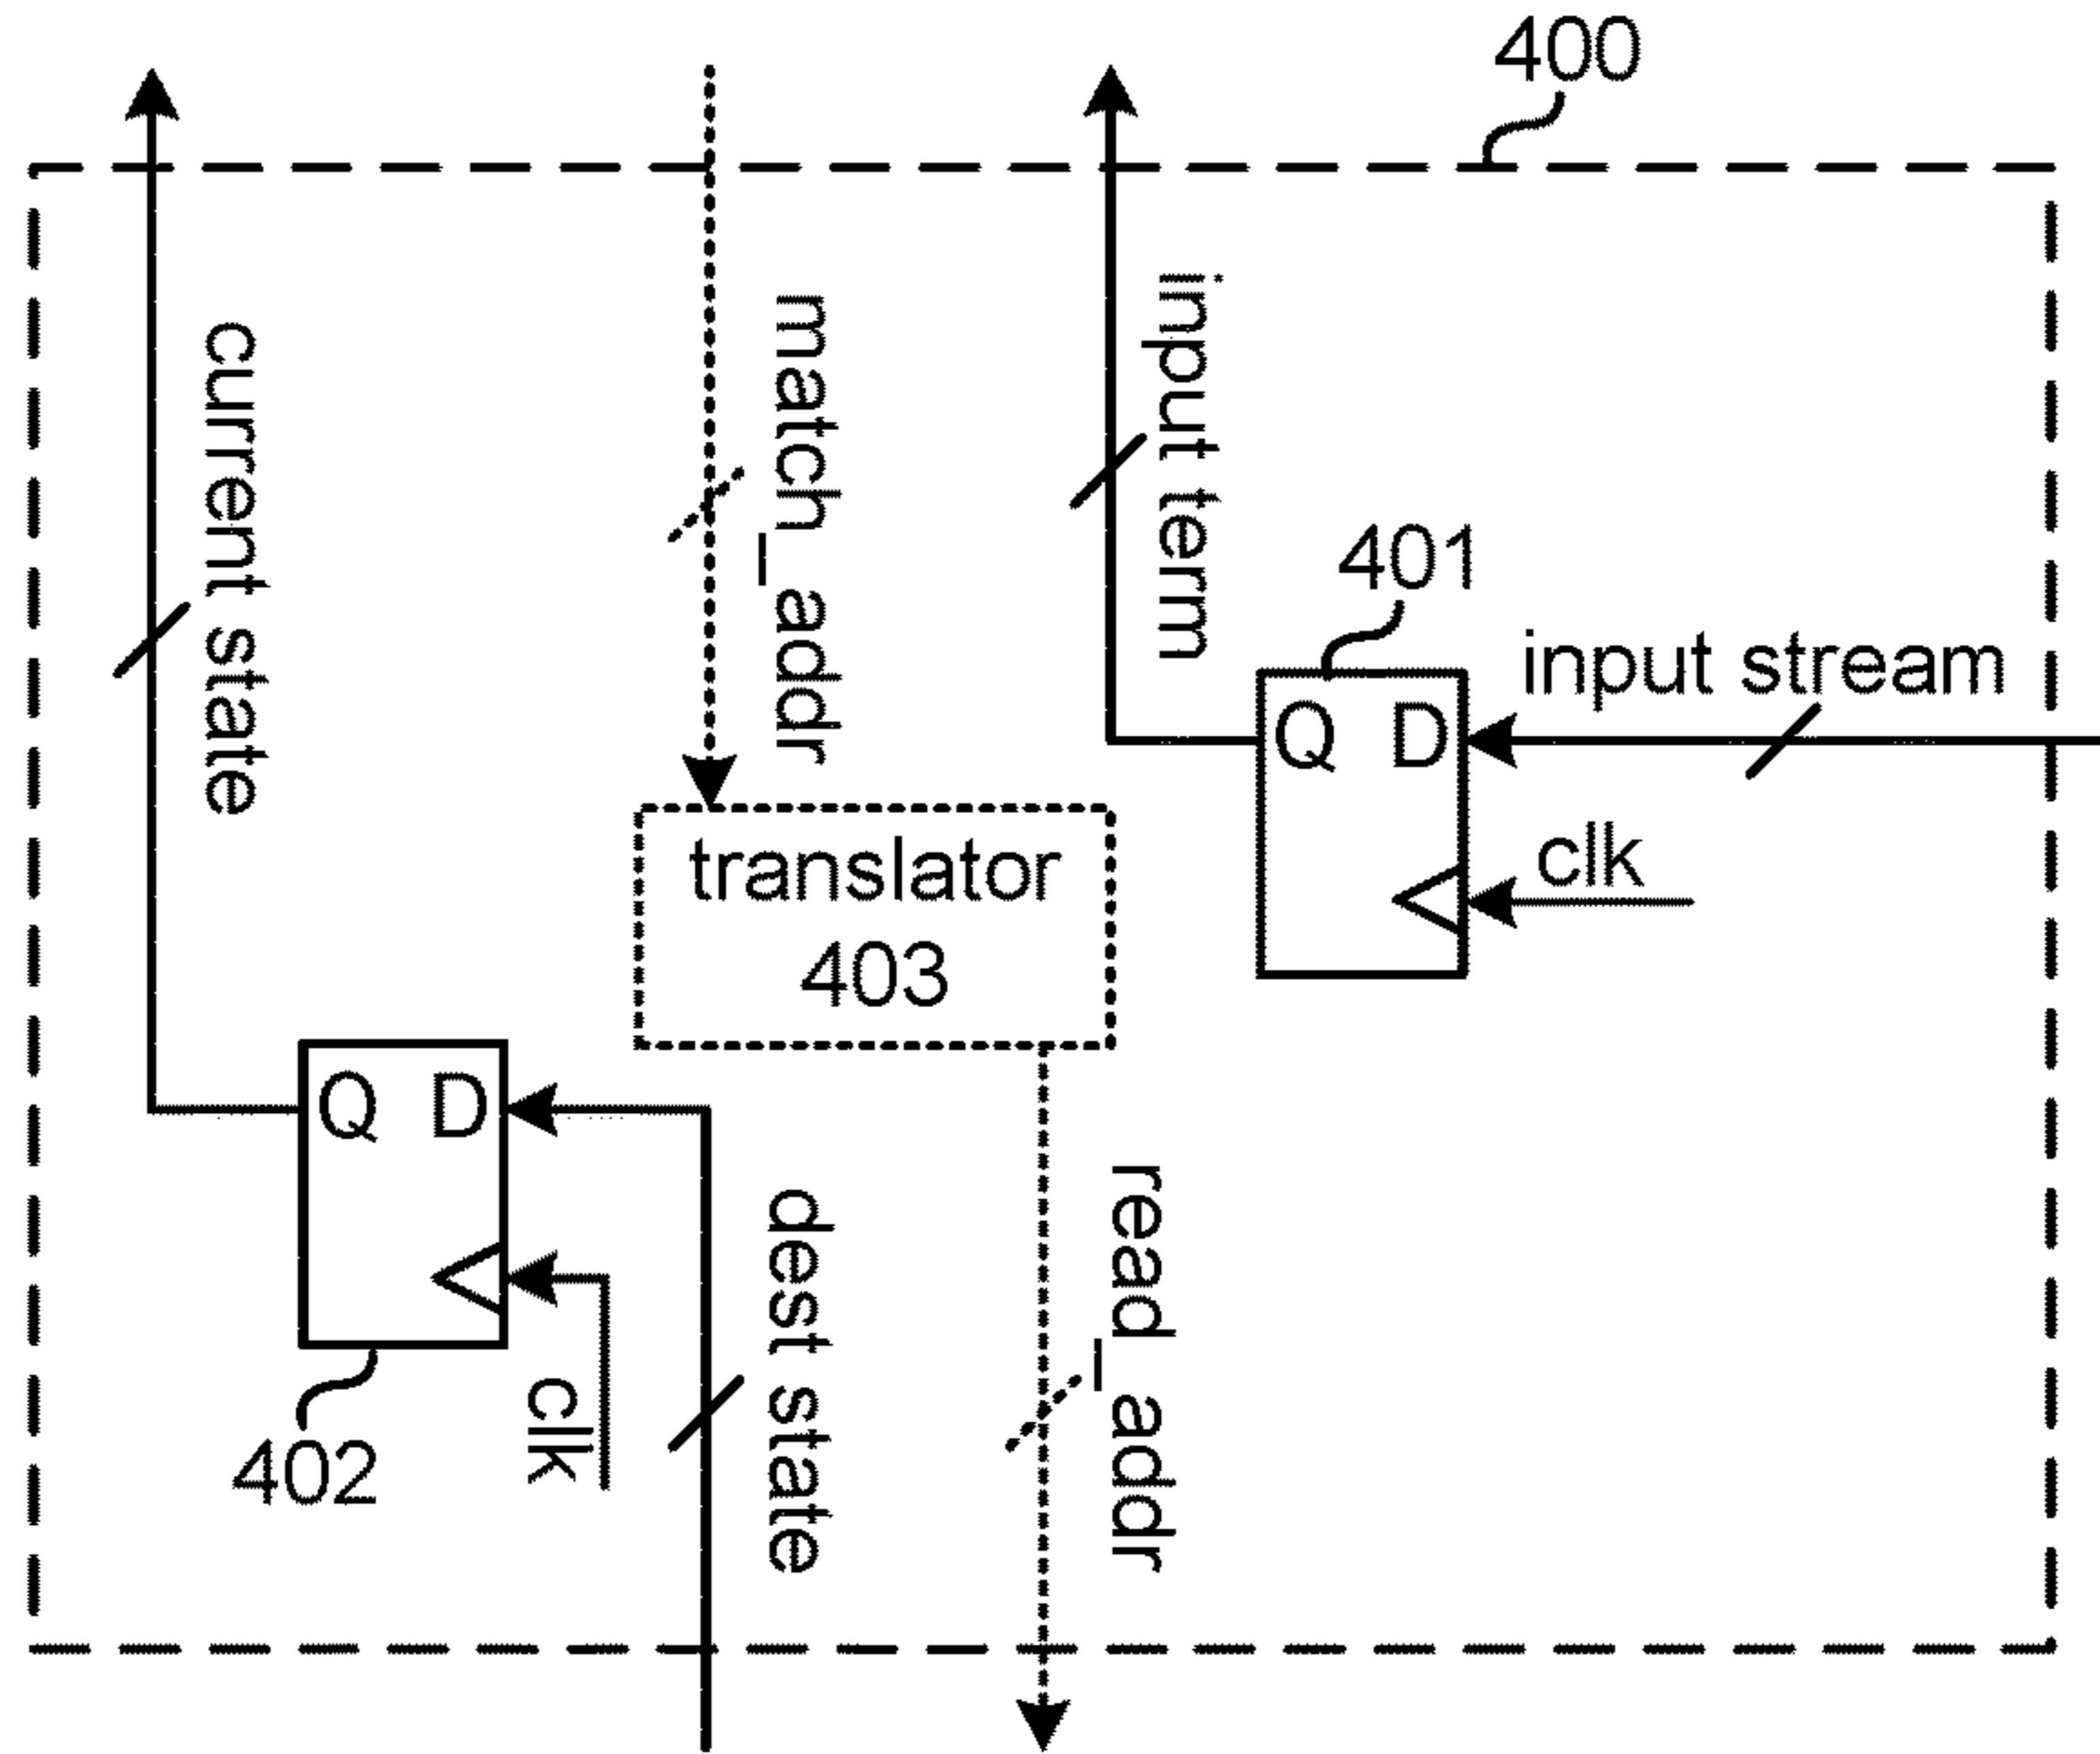 400
current state
match_addr
input term
401
input stream
Q D
clk
translator
403
Q D
clk
402
dest state
read_addr